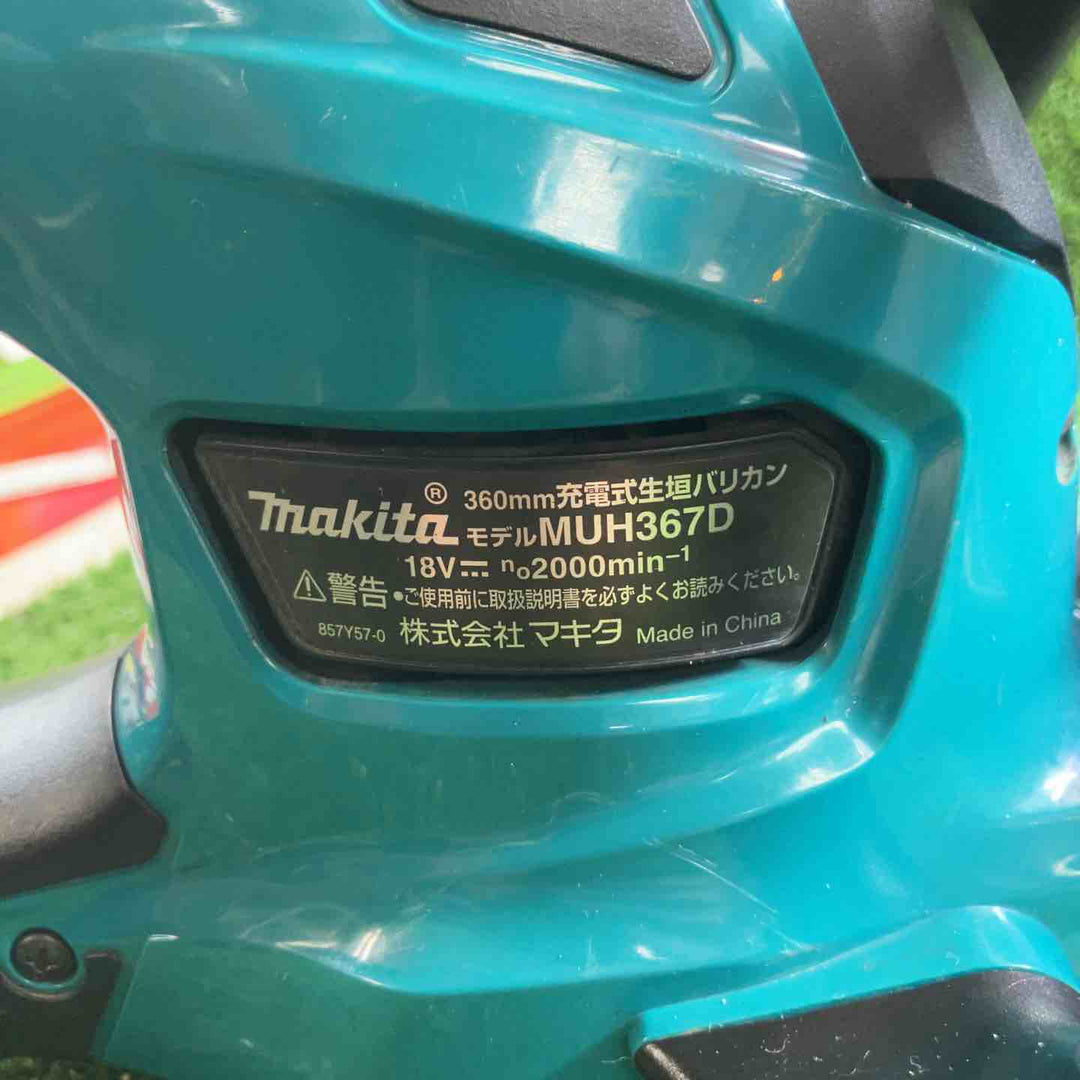 makita® 360mm充電式生垣バリカン
モデルMUH367D
18V⎓ n₀2000min⁻¹
⚠警告 •ご使用前に取扱説明書を必ずよくお読みください。
857Y57-0 株式会社 マキタ Made in China